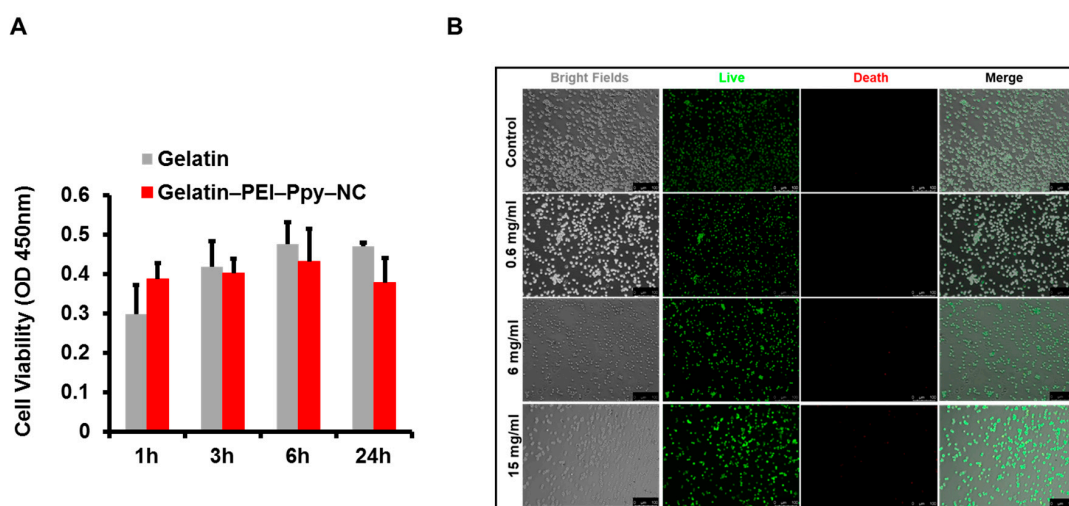 A
Gelatin
Gelatin–PEI–Ppy–NC
Cell Viability (OD 450nm)
0.6
0.5
0.4
0.3
0.2
0.1
0
1h 3h 6h 24h
B
Bright Fields Live Death Merge
Control
0.6 mg/ml
6 mg/ml
15 mg/ml